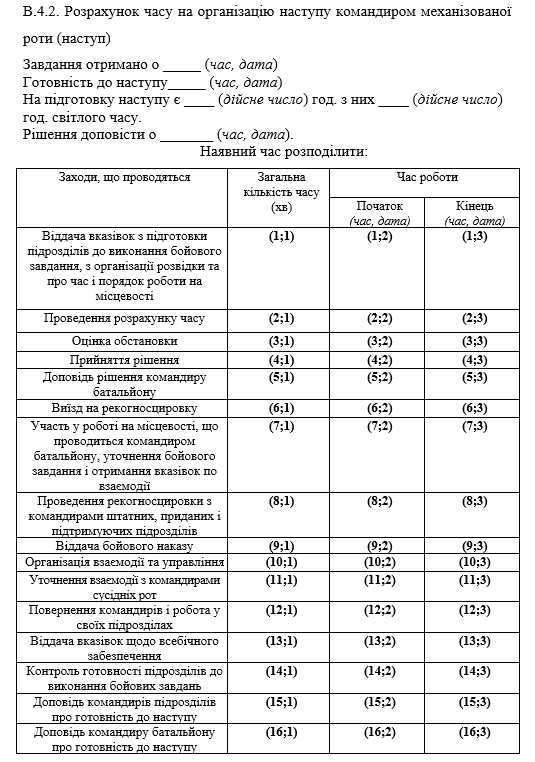 В.4.2. Розрахунок часу на організацію наступу командиром механізованої
роти (наступ)
Завдання отримано о _____ (час, дата)
Готовність до наступу_____ (час, дата)
На підготовку наступу є ____ (дійсне число) год. з них ____ (дійсне число)
год. світлого часу.
Рішення доповісти о _______ (час, дата).
Наявний час розподілити:
Заходи, що проводяться
Загальна
кількість часу
(хв)
Час роботи
Початок
(час, дата)
Кінець
(час, дата)
Віддача вказівок з підготовки
підрозділів до виконання бойового
завдання, з організації розвідки та
про час і порядок роботи на
місцевості
(1;1) (1;2) (1;3)
Проведення розрахунку часу (2;1) (2;2) (2;3)
Оцінка обстановки (3;1) (3;2) (3;3)
Прийняття рішення (4;1) (4;2) (4;3)
Доповідь рішення командиру
батальйону
(5;1) (5;2) (5;3)
Виїзд на рекогносцировку (6;1) (6;2) (6;3)
Участь у роботі на місцевості, що
проводиться командиром
батальйону, уточнення бойового
завдання і отримання вказівок по
взаємодії
(7;1) (7;2) (7;3)
Проведення рекогносцировки з
командирами штатних, приданих і
підтримуючих підрозділів
(8;1) (8;2) (8;3)
Віддача бойового наказу (9;1) (9;2) (9;3)
Організація взаємодії та управління (10;1) (10;2) (10;3)
Уточнення взаємодії з командирами
сусідніх рот
(11;1) (11;2) (11;3)
Повернення командирів і робота у
своїх підрозділах
(12;1) (12;2) (12;3)
Віддача вказівок щодо всебічного
забезпечення
(13;1) (13;2) (13;3)
Контроль готовності підрозділів до
виконання бойових завдань
(14;1) (14;2) (14;3)
Доповідь командирів підрозділів
про готовність до наступу
(15;1) (15;2) (15;3)
Доповідь командиру батальйону
про готовність до наступу
(16;1) (16;2) (16;3)